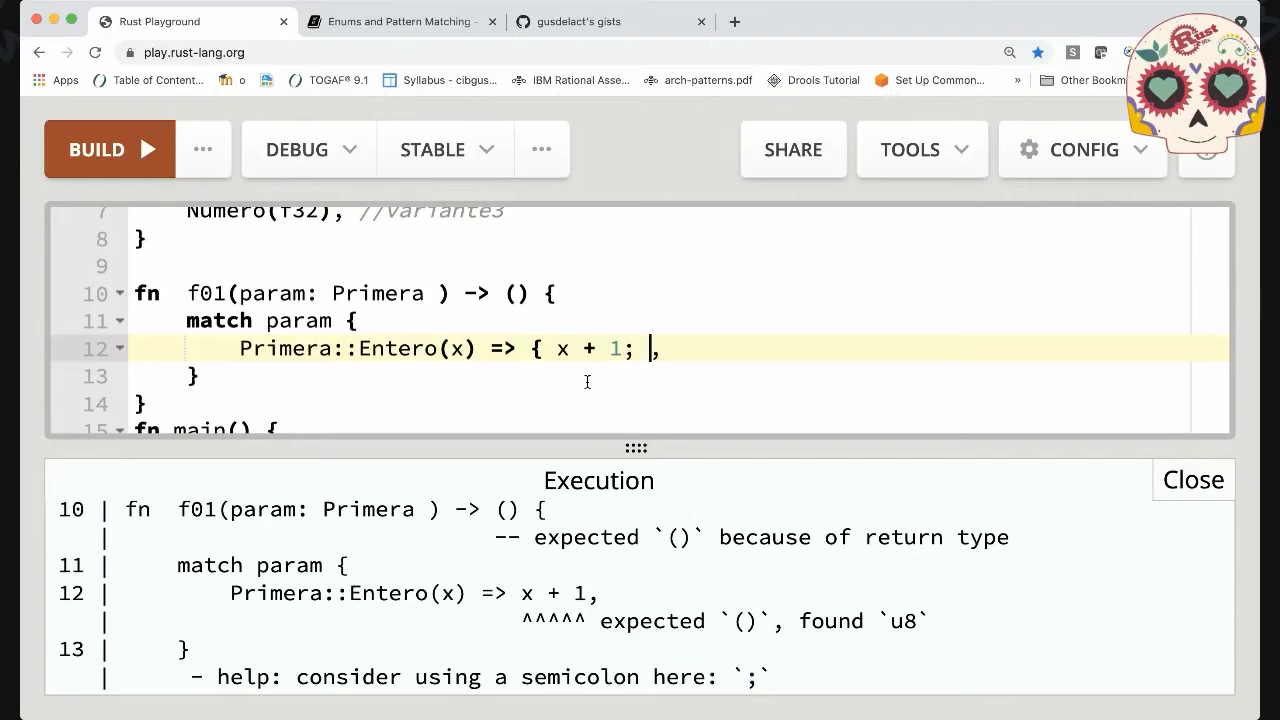 Rust Playground
Enums and Pattern Matching -
gusdelact's gists
play.rust-lang.org
Apps
Table of Content...
o
TOGAF® 9.1
Syllabus - cibgus...
IBM Rational Asse...
arch-patterns.pdf
Drools Tutorial
Set Up Common...
»
Other Bookm
Rust
BUILD
DEBUG
STABLE
SHARE
TOOLS
CONFIG
7 Numero(f32), //variante3
8 }
9
10 fn f01(param: Primera ) -> () {
11 match param {
12 Primera::Entero(x) => { x + 1; ,
13 }
14 }
15 fn main() {
Execution
Close
10 | fn f01(param: Primera ) -> () {
| -- expected `()` because of return type
11 | match param {
12 | Primera::Entero(x) => x + 1,
| ^^^^^ expected `()`, found `u8`
13 | }
| - help: consider using a semicolon here: `;`